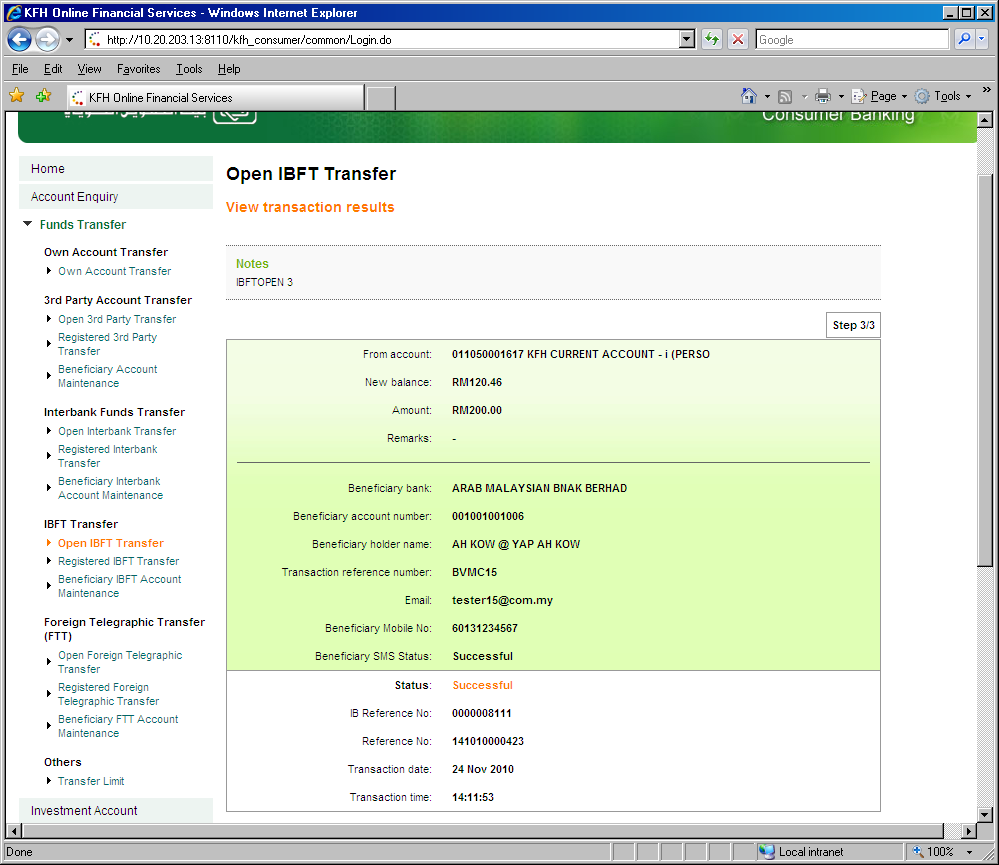 KFH Online Financial Services - Windows Internet Explorer
http://10.20.203.13:8110/kfh_consumer/common/Login.do
Google
File Edit View Favorites Tools Help
KFH Online Financial Services
Page Tools »
Consumer Banking
Home
Account Enquiry
Funds Transfer
Own Account Transfer
Own Account Transfer
3rd Party Account Transfer
Open 3rd Party Transfer
Registered 3rd Party
Transfer
Beneficiary Account
Maintenance
Interbank Funds Transfer
Open Interbank Transfer
Registered Interbank
Transfer
Beneficiary Interbank
Account Maintenance
IBFT Transfer
Open IBFT Transfer
Registered IBFT Transfer
Beneficiary IBFT Account
Maintenance
Foreign Telegraphic Transfer
(FTT)
Open Foreign Telegraphic
Transfer
Registered Foreign
Telegraphic Transfer
Beneficiary FTT Account
Maintenance
Others
Transfer Limit
Investment Account
Open IBFT Transfer
View transaction results
Notes
IBFTOPEN 3
Step 3/3
From account: 011050001617 KFH CURRENT ACCOUNT - i (PERSO
New balance: RM120.46
Amount: RM200.00
Remarks: -
Beneficiary bank: ARAB MALAYSIAN BNAK BERHAD
Beneficiary account number: 001001001006
Beneficiary holder name: AH KOW @ YAP AH KOW
Transaction reference number: BVMC15
Email: tester15@com.my
Beneficiary Mobile No: 60131234567
Beneficiary SMS Status: Successful
Status: Successful
IB Reference No: 0000008111
Reference No: 141010000423
Transaction date: 24 Nov 2010
Transaction time: 14:11:53
Done
Local intranet
100%